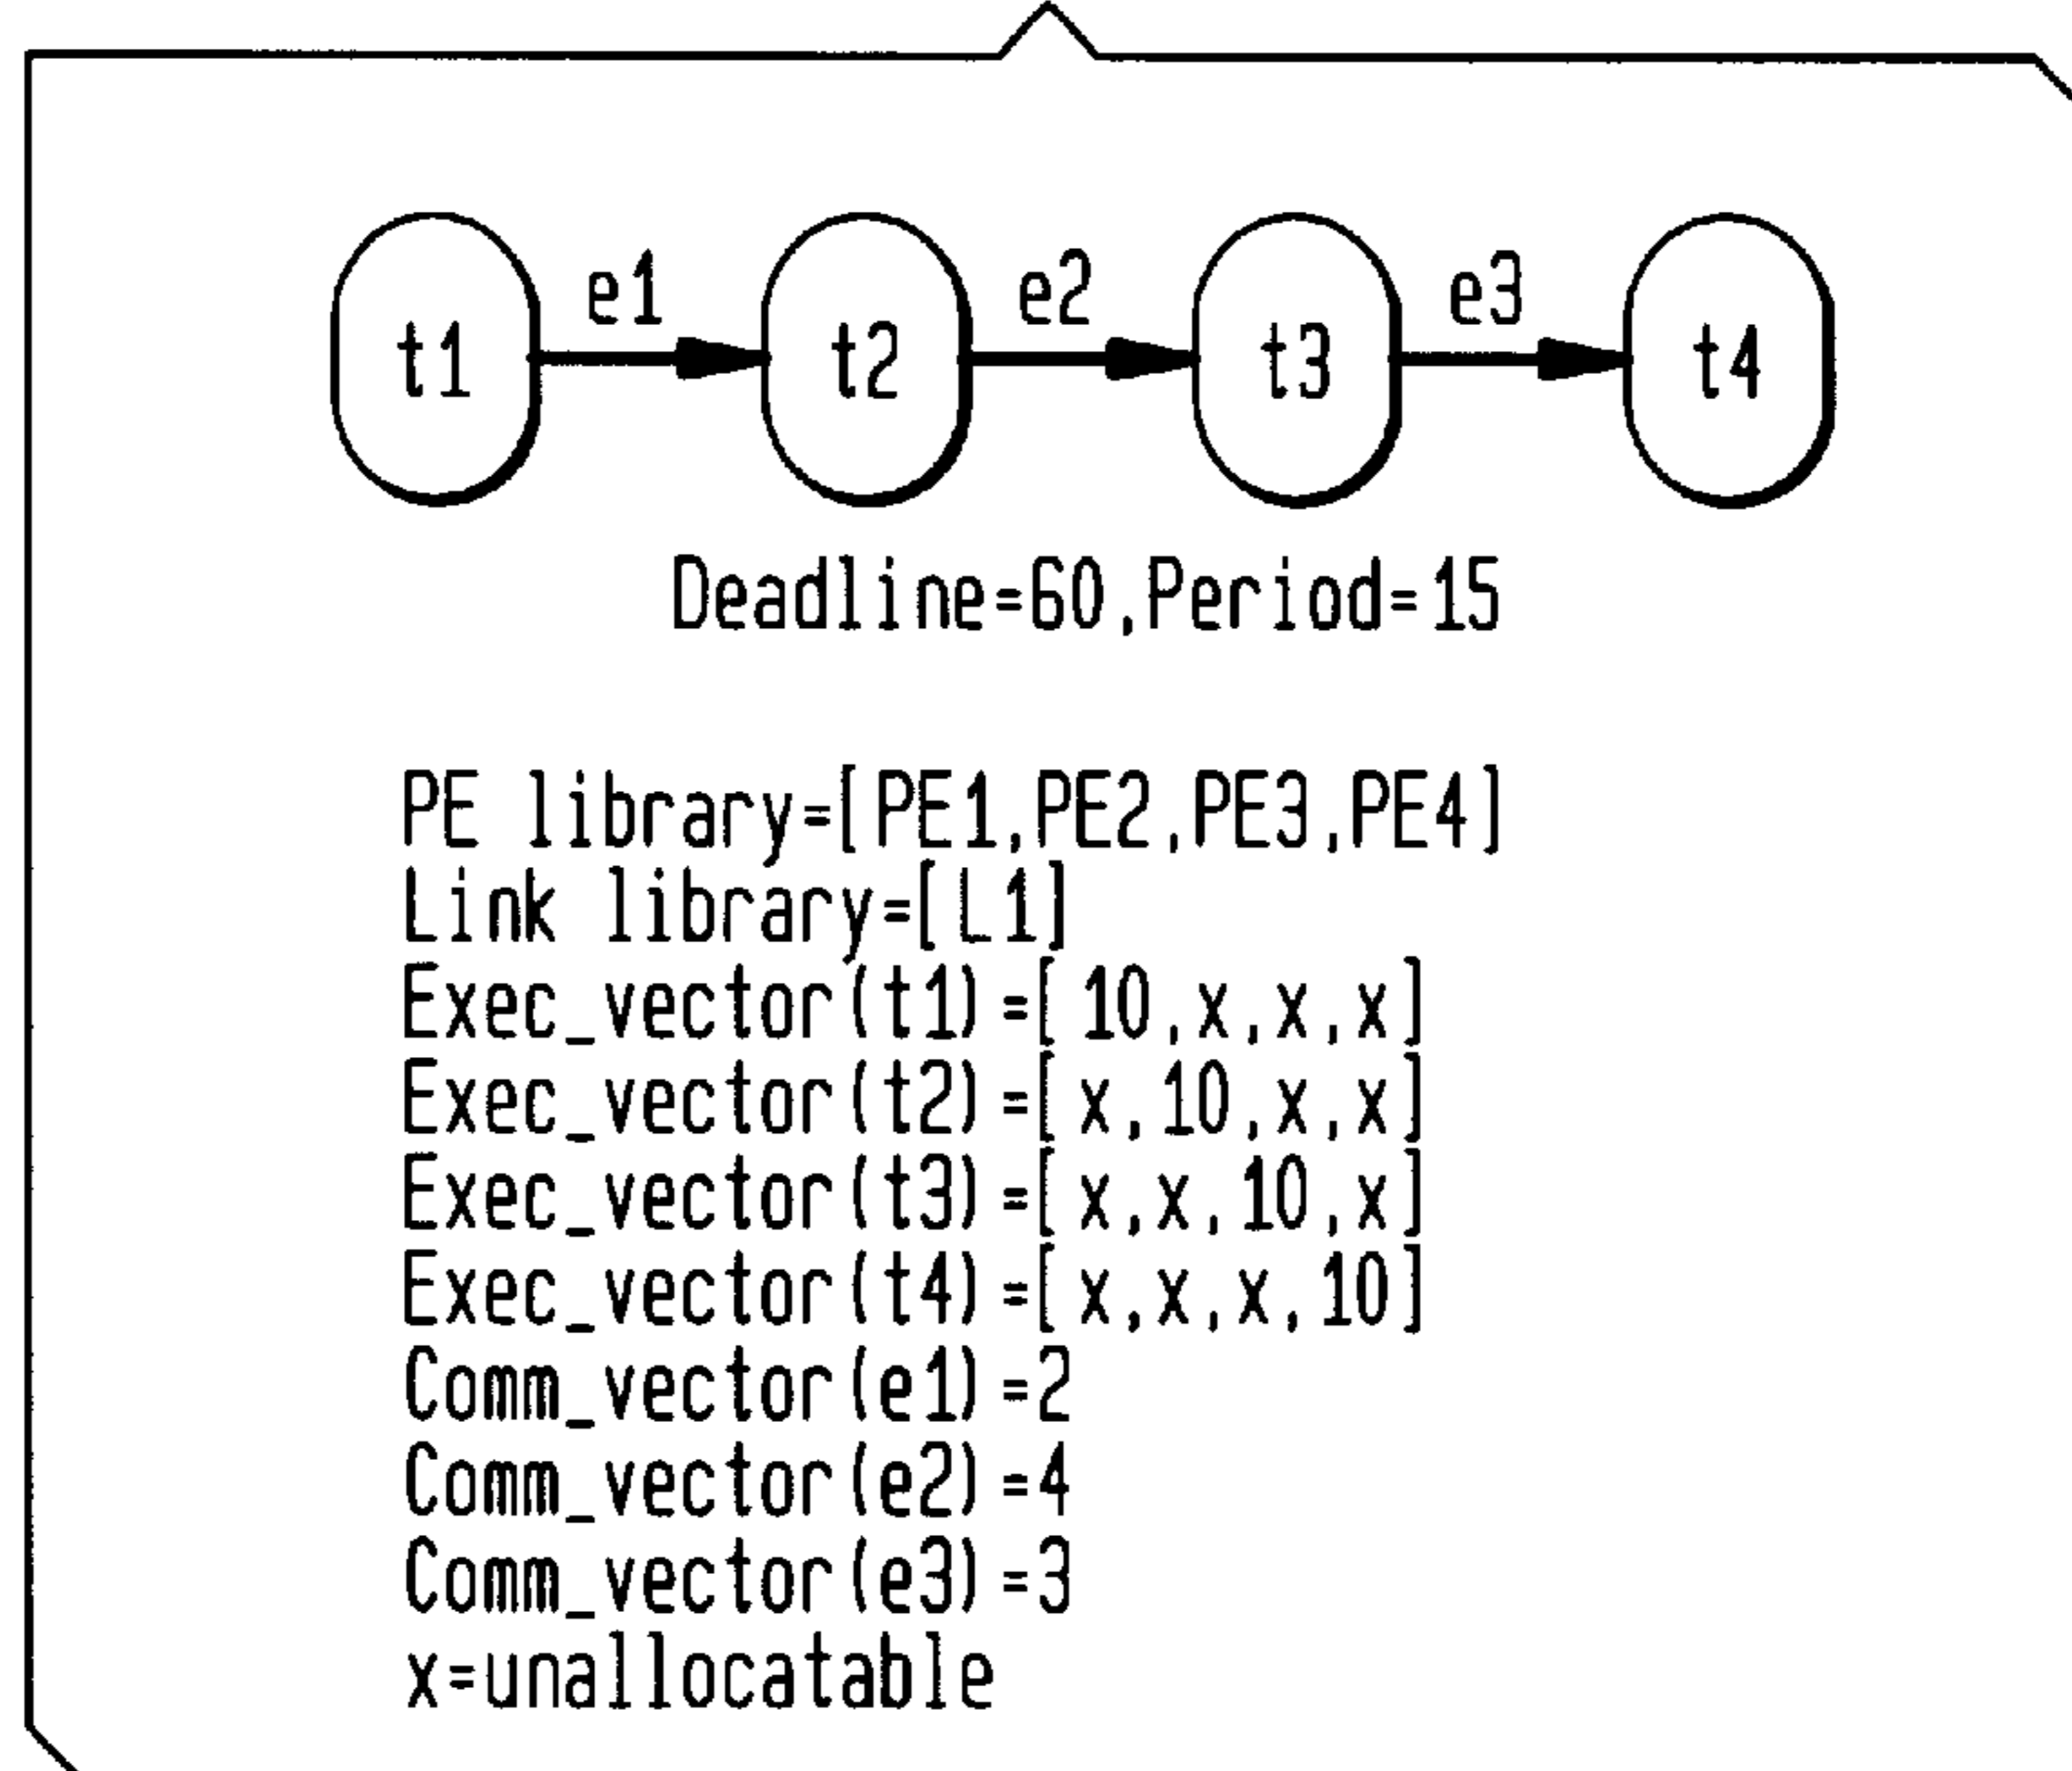 e1 e2 e3
t1 t2 t3 t4
Deadline=60,Period=15
PE library=[PE1,PE2,PE3,PE4]
Link library=[L1]
Exec_vector(t1)=[10,x,x,x]
Exec_vector(t2)=[x,10,x,x]
Exec_vector(t3)=[x,x,10,x]
Exec_vector(t4)=[x,x,x,10]
Comm_vector(e1)=2
Comm_vector(e2)=4
Comm_vector(e3)=3
x=unallocatable